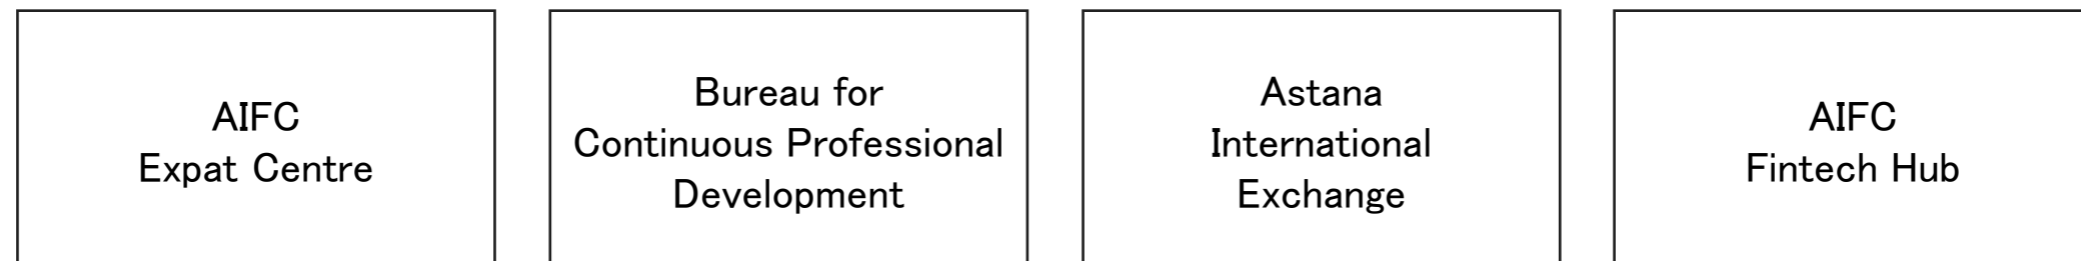 AIFC
Expat Centre
Bureau for
Continuous Professional
Development
Astana
International
Exchange
AIFC
Fintech Hub